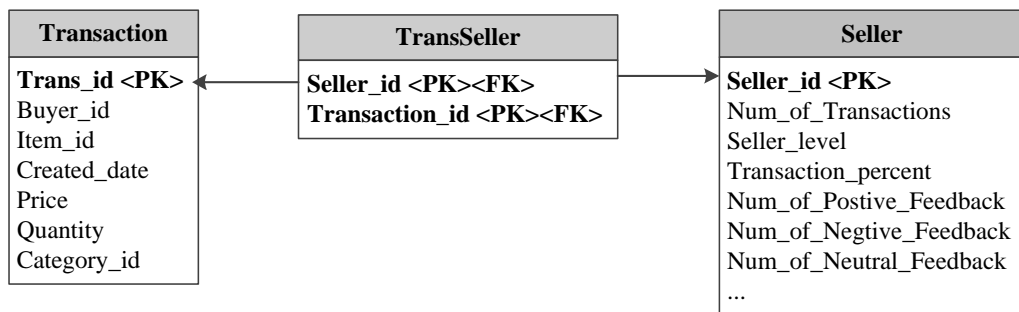 Transaction
Trans_id <PK>
Buyer_id
Item_id
Created_date
Price
Quantity
Category_id
TransSeller
Seller_id <PK><FK>
Transaction_id <PK><FK>
Seller
Seller_id <PK>
Num_of_Transactions
Seller_level
Transaction_percent
Num_of_Postive_Feedback
Num_of_Negtive_Feedback
Num_of_Neutral_Feedback
...